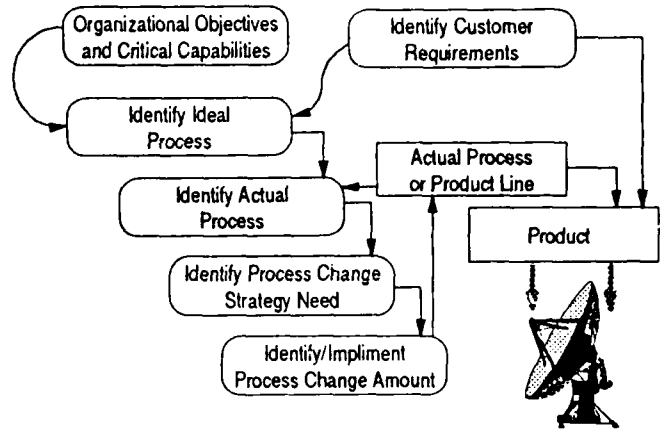 Organizational Objectives
and Critical Capabilities
Identify Customer
Requirements
Identify Ideal
Process
Actual Process
or Product Line
Identify Actual
Process
Product
Identify Process Change
Strategy Need
Identify/Impliment
Process Change Amount